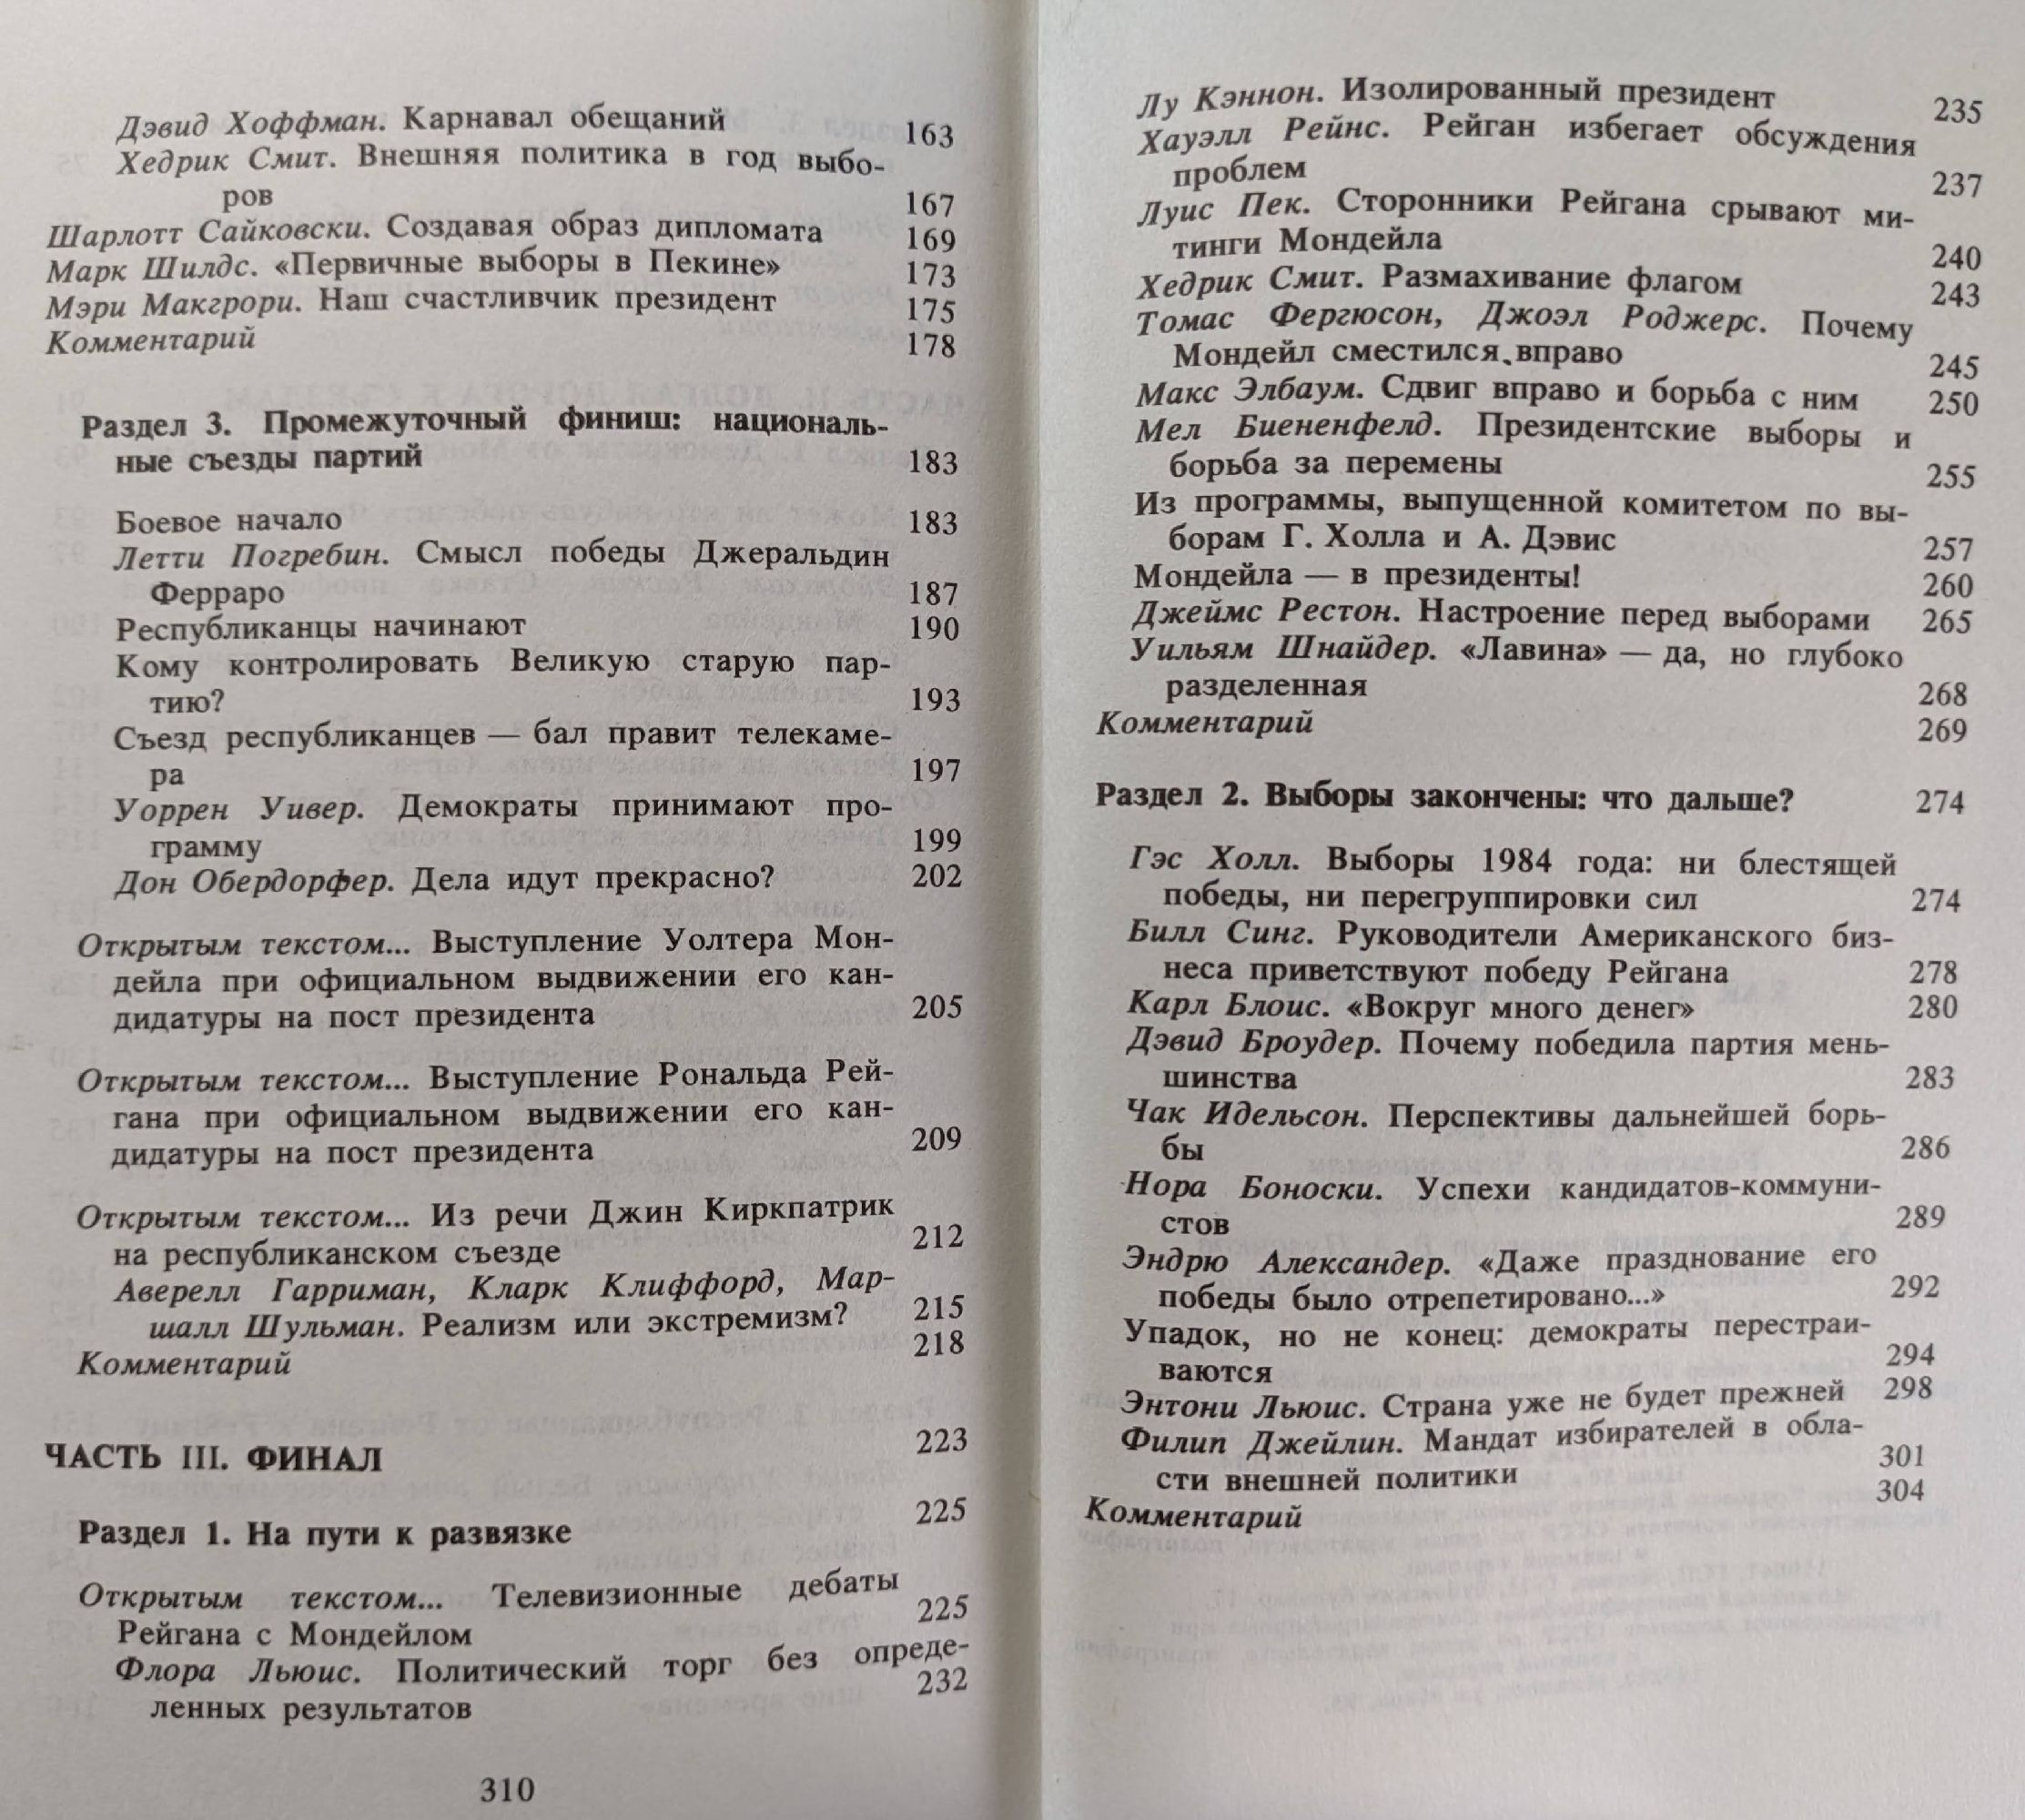 Дэвид Хоффман. Карнавал обещаний 163
Хедрик Смит. Внешняя политика в год выбо-
ров 167
Шарлотт Сайковски. Создавая образ дипломата 169
Марк Шилдс. «Первичные выборы в Пекине» 173
Мэри Макгрори. Наш счастливчик президент 175
Комментарий 178
Раздел 3. Промежуточный финиш: националь-
ные съезды партий 183
Боевое начало 183
Летти Погребин. Смысл победы Джеральдин
Ферраро 187
Республиканцы начинают 190
Кому контролировать Великую старую пар-
тию? 193
Съезд республиканцев — бал правит телекаме-
ра 197
Уоррен Уивер. Демократы принимают про-
грамму 199
Дон Обердорфер. Дела идут прекрасно? 202
Открытым текстом... Выступление Уолтера Мон-
дейла при официальном выдвижении его кан-
дидатуры на пост президента 205
Открытым текстом... Выступление Рональда Рей-
гана при официальном выдвижении его кан-
дидатуры на пост президента 209
Открытым текстом... Из речи Джин Киркпатрик
на республиканском съезде 212
Аверелл Гарриман, Кларк Клиффорд, Мар-
шалл Шульман. Реализм или экстремизм? 215
Комментарий 218
ЧАСТЬ III. ФИНАЛ 223
Раздел 1. На пути к развязке 225
Открытым текстом... Телевизионные дебаты
Рейгана с Мондейлом 225
Флора Льюис. Политический торг без опреде-
ленных результатов 232
310
Лу Кэннон. Изолированный президент 235
Хауэлл Рейнс. Рейган избегает обсуждения
проблем 237
Луис Пек. Сторонники Рейгана срывают ми-
тинги Мондейла 240
Хедрик Смит. Размахивание флагом 243
Томас Фергюсон, Джоэл Роджерс. Почему
Мондейл сместился вправо 245
Макс Элбаум. Сдвиг вправо и борьба с ним 250
Мел Биененфелд. Президентские выборы и
борьба за перемены 255
Из программы, выпущенной комитетом по вы-
борам Г. Холла и А. Дэвис 257
Мондейла — в президенты! 260
Джеймс Рестон. Настроение перед выборами 265
Уильям Шнайдер. «Лавина» — да, но глубоко
разделенная 268
Комментарий 269
Раздел 2. Выборы закончены: что дальше? 274
Гэс Холл. Выборы 1984 года: ни блестящей
победы, ни перегруппировки сил 274
Билл Синг. Руководители Американского биз-
неса приветствуют победу Рейгана 278
Карл Блоис. «Вокруг много денег» 280
Дэвид Броудер. Почему победила партия мень-
шинства 283
Чак Идельсон. Перспективы дальнейшей борь-
бы 286
Нора Боноски. Успехи кандидатов-коммуни-
стов 289
Эндрю Александер. «Даже празднование его
победы было отрепетировано...» 292
Упадок, но не конец: демократы перестраи-
ваются 294
Энтони Льюис. Страна уже не будет прежней 298
Филип Джейлин. Мандат избирателей в обла-
сти внешней политики 301
Комментарий 304